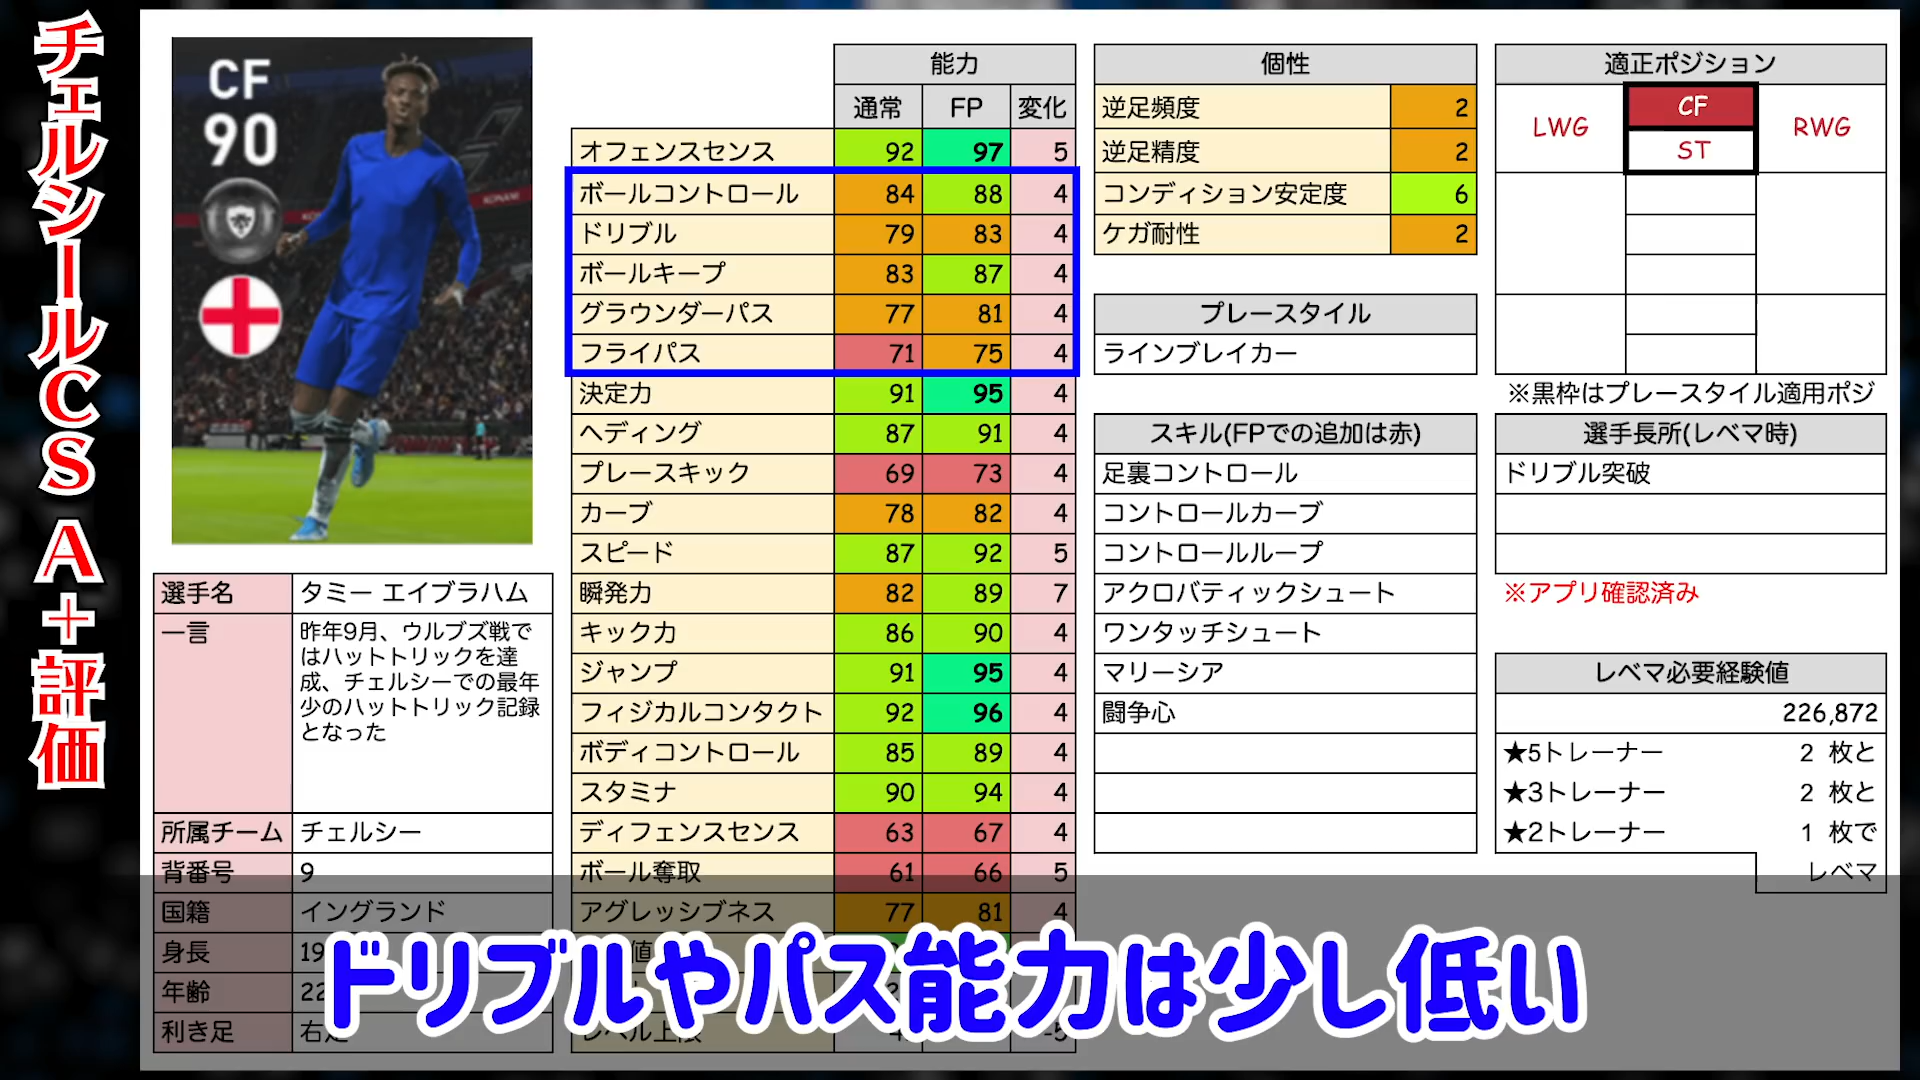 チェルシールCS A+評価
CF
90
KONAMI
選手名 タミー エイブラハム
一言 昨年9月、ウルブズ戦で
はハットトリックを達
成、チェルシーでの最年
少のハットトリック記録
となった
所属チーム チェルシー
背番号 9
国籍 イングランド
身長 19
年齢 22
利き足 右足
能力
通常 FP 変化
オフェンスセンス 92 97 5
ボールコントロール 84 88 4
ドリブル 79 83 4
ボールキープ 83 87 4
グラウンダーパス 77 81 4
フライパス 71 75 4
決定力 91 95 4
ヘディング 87 91 4
プレースキック 69 73 4
カーブ 78 82 4
スピード 87 92 5
瞬発力 82 89 7
キック力 86 90 4
ジャンプ 91 95 4
フィジカルコンタクト 92 96 4
ボディコントロール 85 89 4
スタミナ 90 94 4
ディフェンスセンス 63 67 4
ボール奪取 61 66 5
アグレッシブネス 77 81 4
レベル上限
個性
逆足頻度 2
逆足精度 2
コンディション安定度 6
ケガ耐性 2
プレースタイル
ラインブレイカー
スキル(FPでの追加は赤)
足裏コントロール
コントロールカーブ
コントロールループ
アクロバティックシュート
ワンタッチシュート
マリーシア
闘争心
適正ポジション
LWG CF RWG
ST
※黒枠はプレースタイル適用ポジ
選手長所(レベマ時)
ドリブル突破
※アプリ確認済み
レベマ必要経験値
226,872
★5トレーナー 2 枚と
★3トレーナー 2 枚と
★2トレーナー 1 枚で
レベマ
ドリブルやパス能力は少し低い